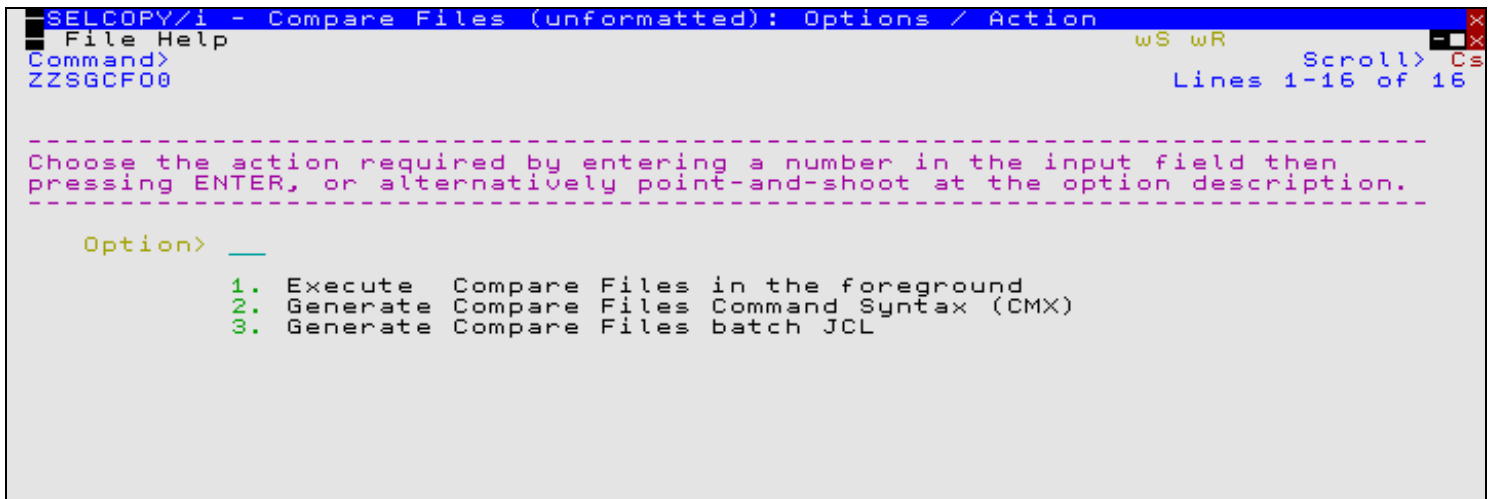 SELCOPY/i - Compare Files (unformatted): Options / Action x
File Help wS wR x
Command> Scroll> Cs
ZZSGCFO0 Lines 1-16 of 16
--------------------------------------------------------------------------
Choose the action required by entering a number in the input field then
pressing ENTER, or alternatively point-and-shoot at the option description.
--------------------------------------------------------------------------
Option> __
1. Execute Compare Files in the foreground
2. Generate Compare Files Command Syntax (CMX)
3. Generate Compare Files batch JCL